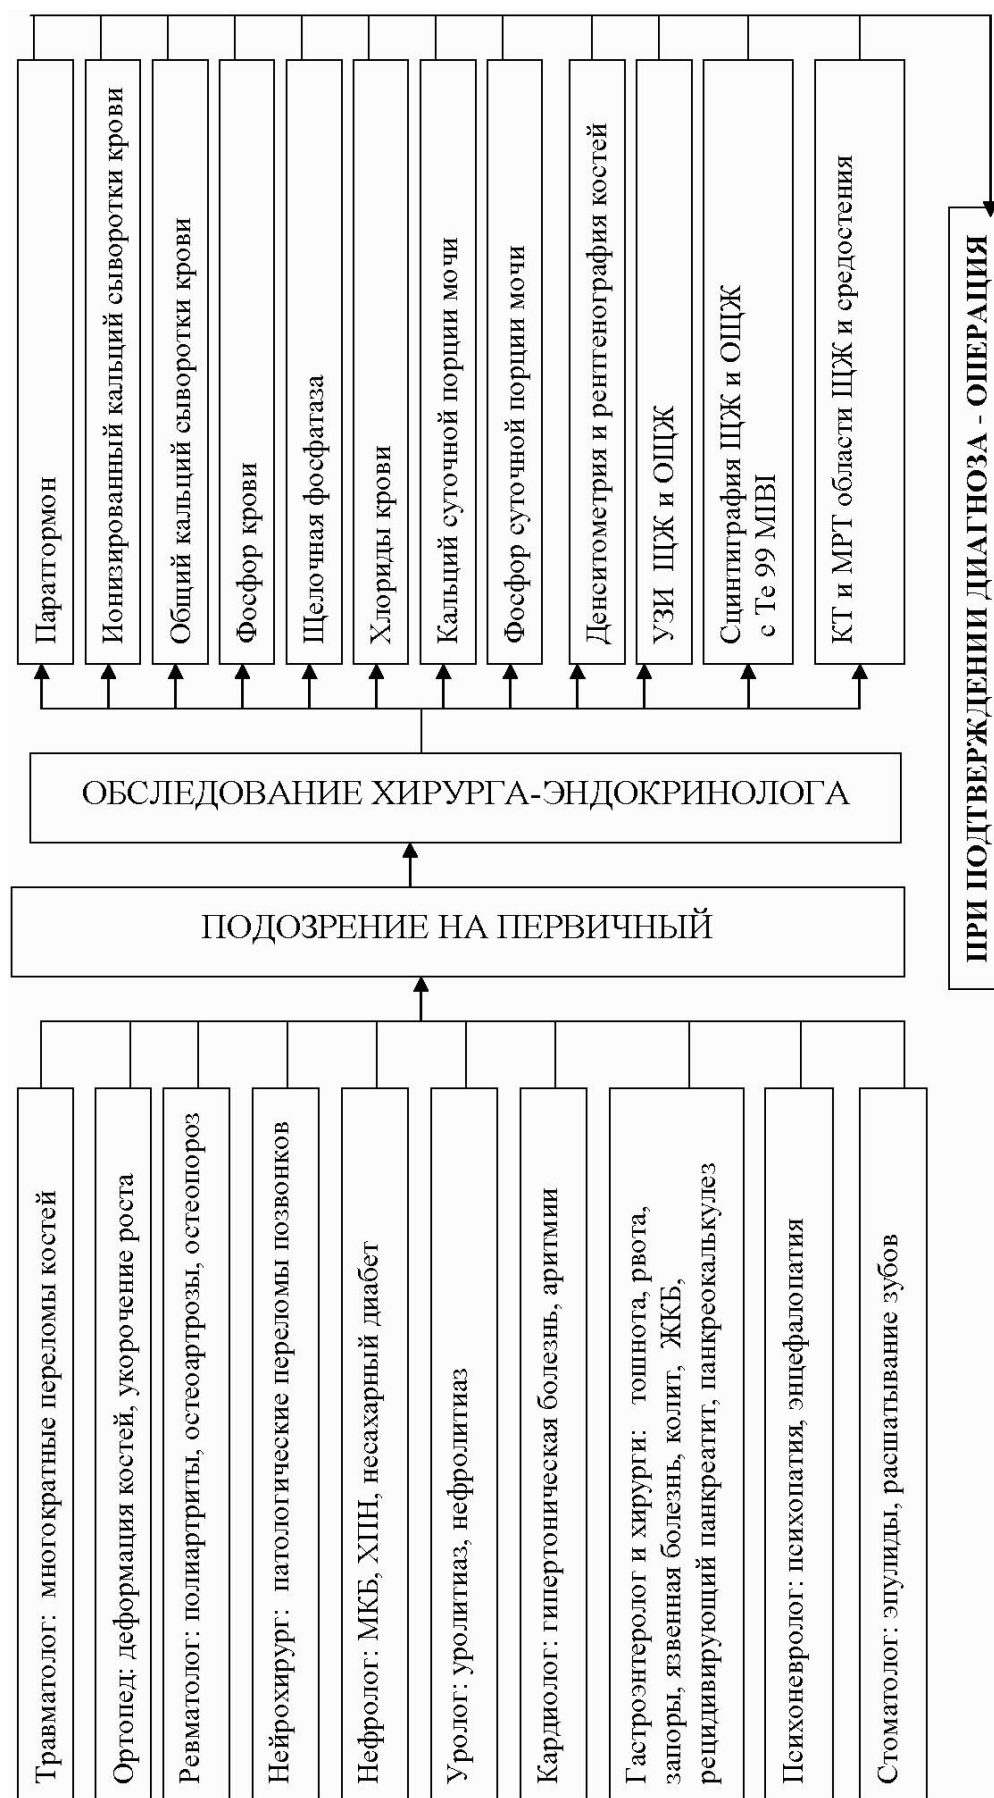 Травматолог: многократные переломы костей
Ортопед: деформация костей, укорочение роста
Ревматолог: полиартриты, остеоартрозы, остеопороз
Нейрохирург: патологические переломы позвонков
Нефролог: МКБ, ХПН, несахарный диабет
Уролог: уролитиаз, нефролитиаз
Кардиолог: гипертоническая болезнь, аритмии
Гастроэнтеролог и хирурги: тошнота, рвота,
запоры, язвенная болезнь, колит, ЖКБ,
рецидивирующий панкреатит, панкреокалькулез
Психоневролог: психопатия, энцефалопатия
Стоматолог: эпулиды, расшатывание зубов
ПОДОЗРЕНИЕ НА ПЕРВИЧНЫЙ
ОБСЛЕДОВАНИЕ ХИРУРГА-ЭНДОКРИНОЛОГА
Паратгормон
Ионизированный кальций сыворотки крови
Общий кальций сыворотки крови
Фосфор крови
Щелочная фосфатаза
Хлориды крови
Кальций суточной порции мочи
Фосфор суточной порции мочи
Денситометрия и рентгенография костей
УЗИ ЩЖ и ОЩЖ
Сцинтиграфия ЩЖ и ОЩЖ
с Te 99 MIBI
КТ и МРТ области ЩЖ и средостения
ПРИ ПОДТВЕРЖДЕНИИ ДИАГНОЗА - ОПЕРАЦИЯ